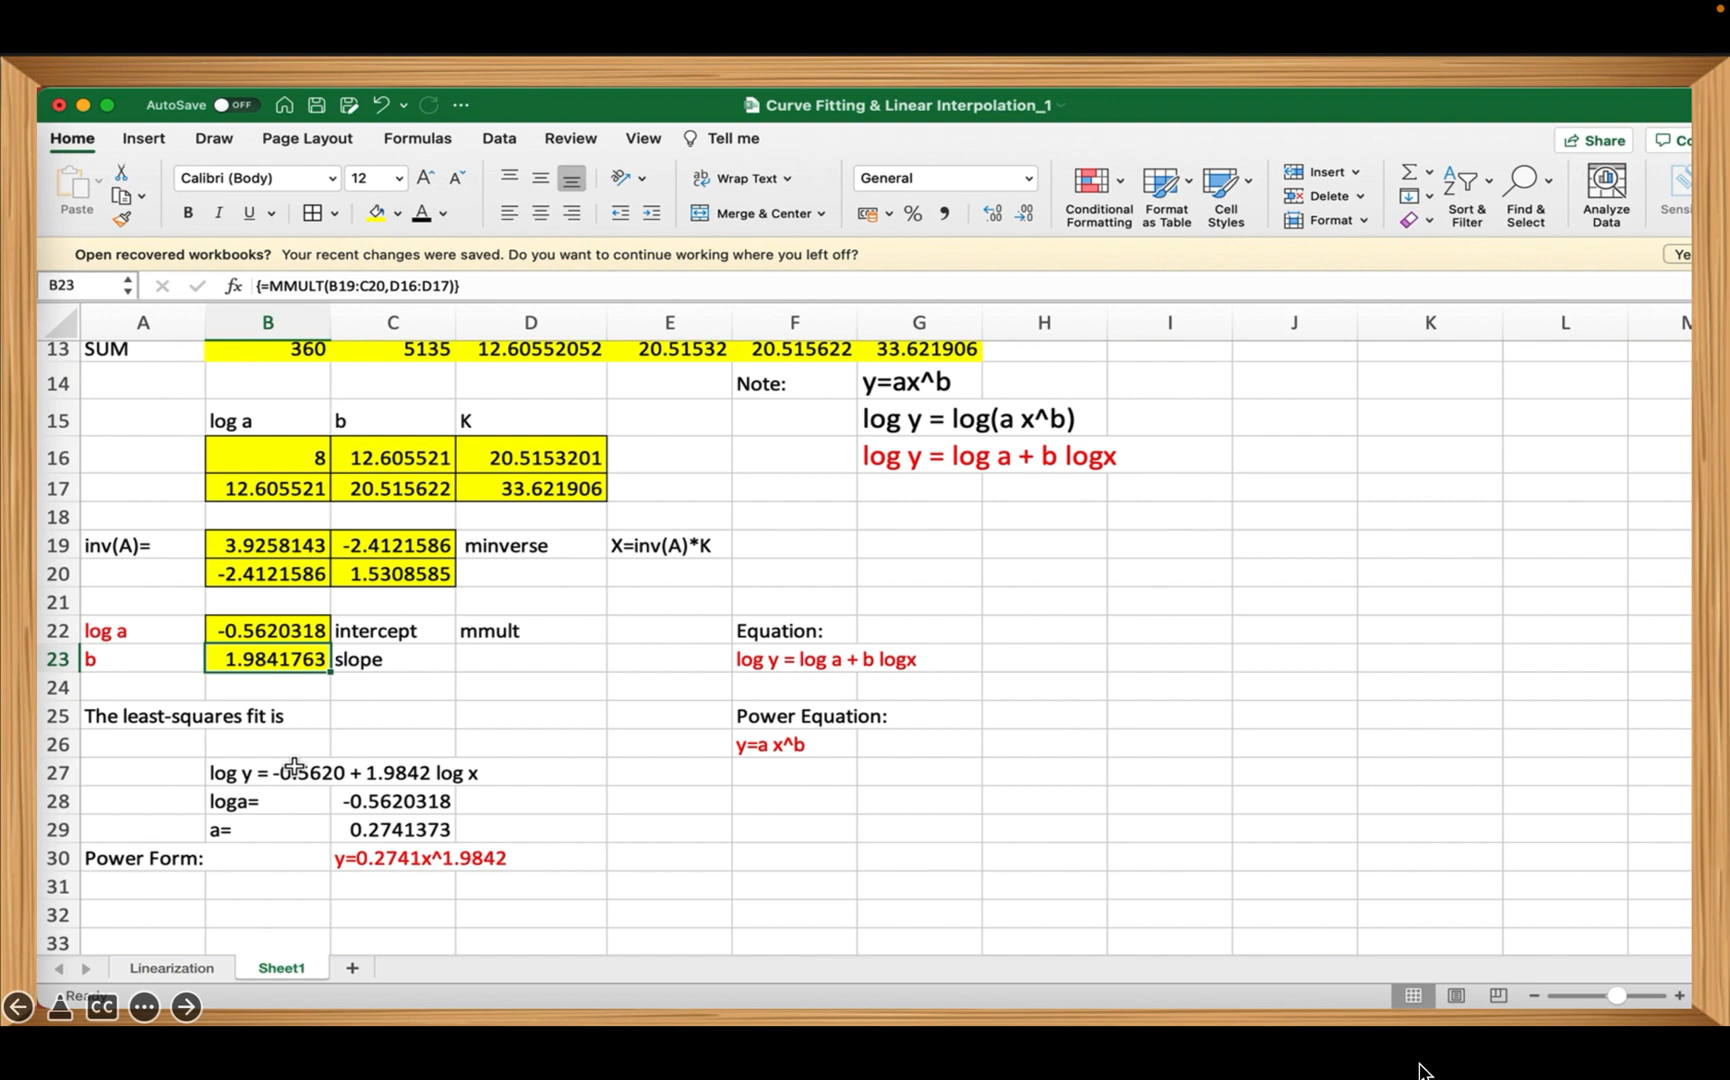 AutoSave OFF
Curve Fitting & Linear Interpolation_1
Home Insert Draw Page Layout Formulas Data Review View Tell me
Share
Paste
Calibri (Body) 12
B I U A
Wrap Text
Merge & Center
General
Conditional Formatting
Format as Table
Cell Styles
Insert
Delete
Format
Sort & Filter
Find & Select
Analyze Data
Open recovered workbooks? Your recent changes were saved. Do you want to continue working where you left off?
B23 fx {=MMULT(B19:C20,D16:D17)}
A B C D E F G H I J K L
13 SUM 360 5135 12.60552052 20.51532 20.515622 33.621906
14 Note: y=ax^b
15 log a b K log y = log(a x^b)
16 8 12.605521 20.5153201 log y = log a + b logx
17 12.605521 20.515622 33.621906
18
19 inv(A)= 3.9258143 -2.4121586 minverse X=inv(A)*K
20 -2.4121586 1.5308585
21
22 log a -0.5620318 intercept mmult Equation:
23 b 1.9841763 slope log y = log a + b logx
24
25 The least-squares fit is Power Equation:
26 y=a x^b
27 log y = -0.5620 + 1.9842 log x
28 loga= -0.5620318
29 a= 0.2741373
30 Power Form: y=0.2741x^1.9842
31
32
33
Linearization Sheet1
Ready
CC